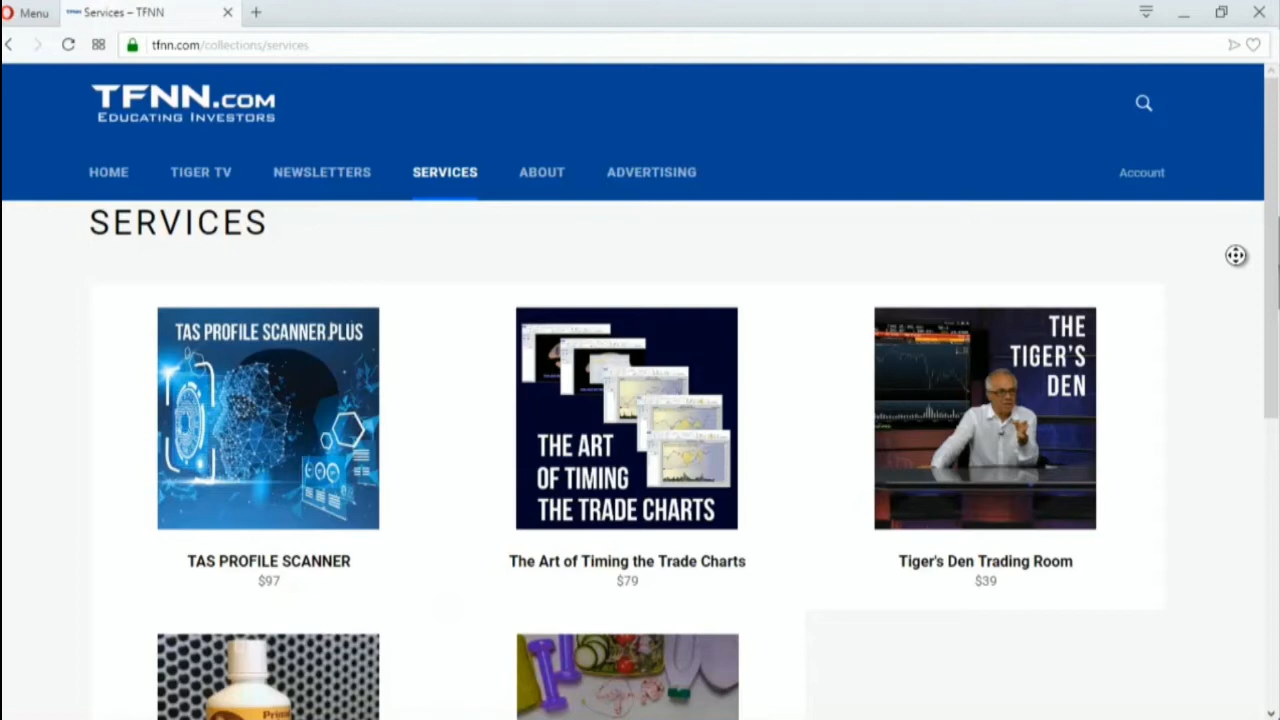 Menu
Services – TFNN
tfnn.com/collections/services
TFNN.COM
EDUCATING INVESTORS
HOME
TIGER TV
NEWSLETTERS
SERVICES
ABOUT
ADVERTISING
Account
SERVICES
TAS PROFILE SCANNER PLUS
THE ART
OF TIMING
THE TRADE CHARTS
THE
TIGER'S
DEN
TAS PROFILE SCANNER
$97
The Art of Timing the Trade Charts
$79
Tiger's Den Trading Room
$39